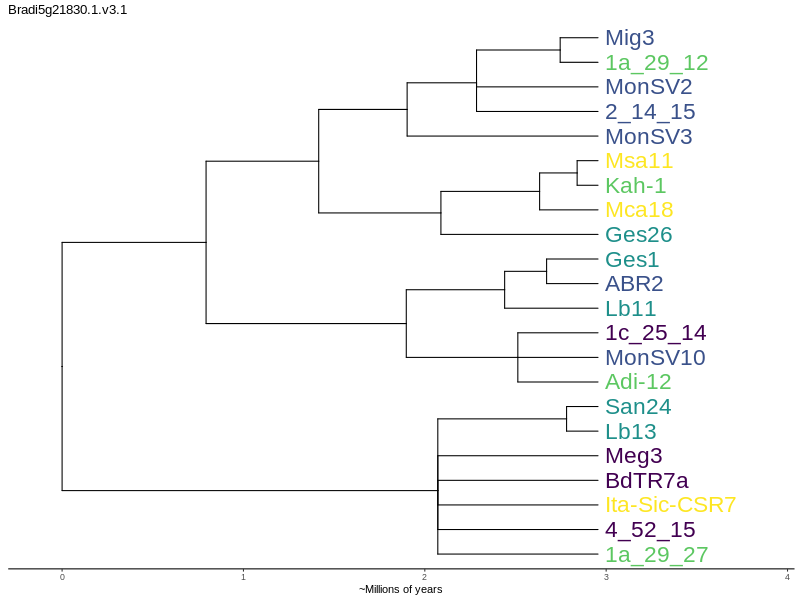 Bradi5g21830.1.v3.1
Mig3
1a_29_12
MonSV2
2_14_15
MonSV3
Msa11
Kah-1
Mca18
Ges26
Ges1
ABR2
Lb11
1c_25_14
MonSV10
Adi-12
San24
Lb13
Meg3
BdTR7a
Ita-Sic-CSR7
4_52_15
1a_29_27
0 1 2 3 4
~Millions of years